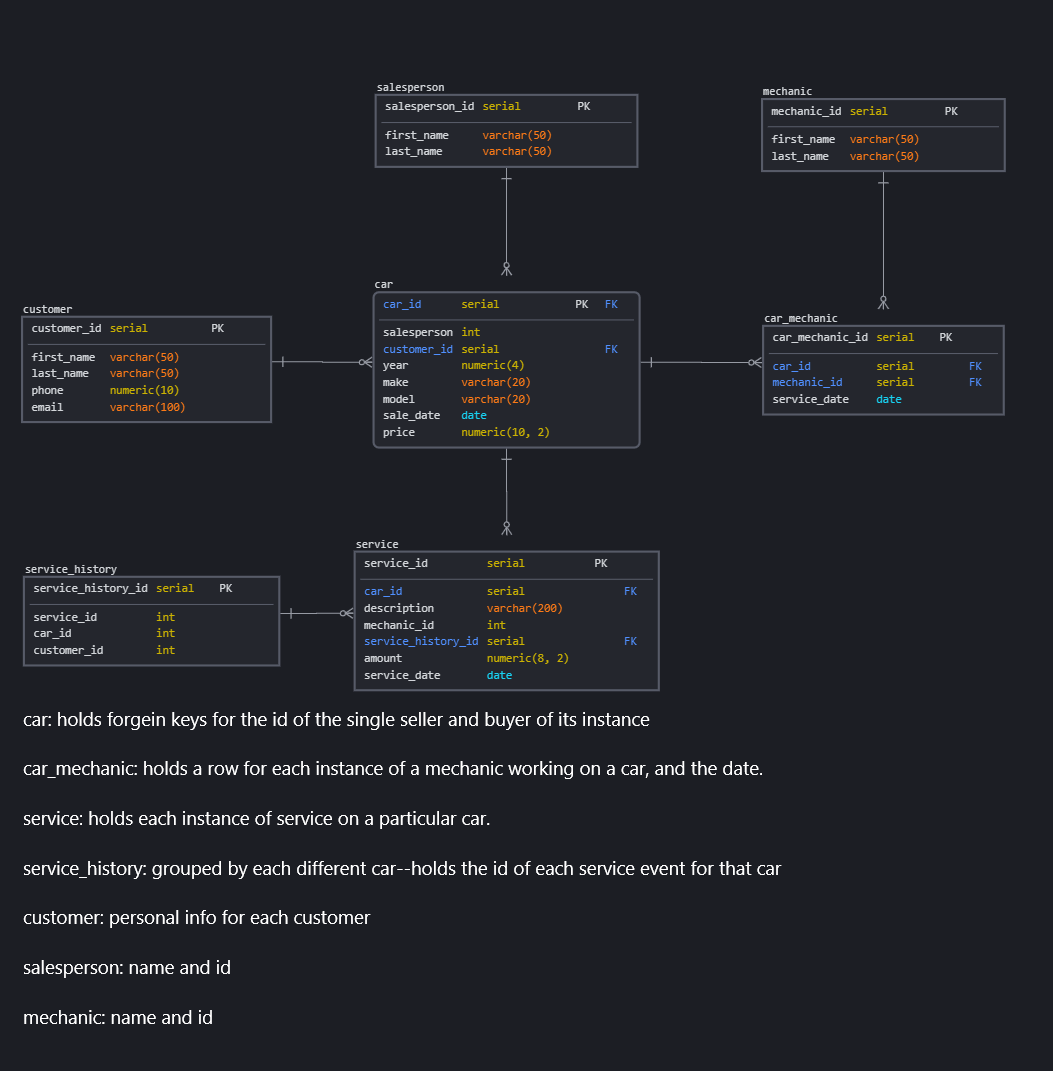 salesperson
salesperson_id serial PK
first_name varchar(50)
last_name varchar(50)
mechanic
mechanic_id serial PK
first_name varchar(50)
last_name varchar(50)
customer
customer_id serial PK
first_name varchar(50)
last_name varchar(50)
phone numeric(10)
email varchar(100)
car
car_id serial PK FK
salesperson int
customer_id serial FK
year numeric(4)
make varchar(20)
model varchar(20)
sale_date date
price numeric(10, 2)
car_mechanic
car_mechanic_id serial PK
car_id serial FK
mechanic_id serial FK
service_date date
service_history
service_history_id serial PK
service_id int
car_id int
customer_id int
service
service_id serial PK
car_id serial FK
description varchar(200)
mechanic_id int
service_history_id serial FK
amount numeric(8, 2)
service_date date
car: holds forgein keys for the id of the single seller and buyer of its instance
car_mechanic: holds a row for each instance of a mechanic working on a car, and the date.
service: holds each instance of service on a particular car.
service_history: grouped by each different car--holds the id of each service event for that car
customer: personal info for each customer
salesperson: name and id
mechanic: name and id